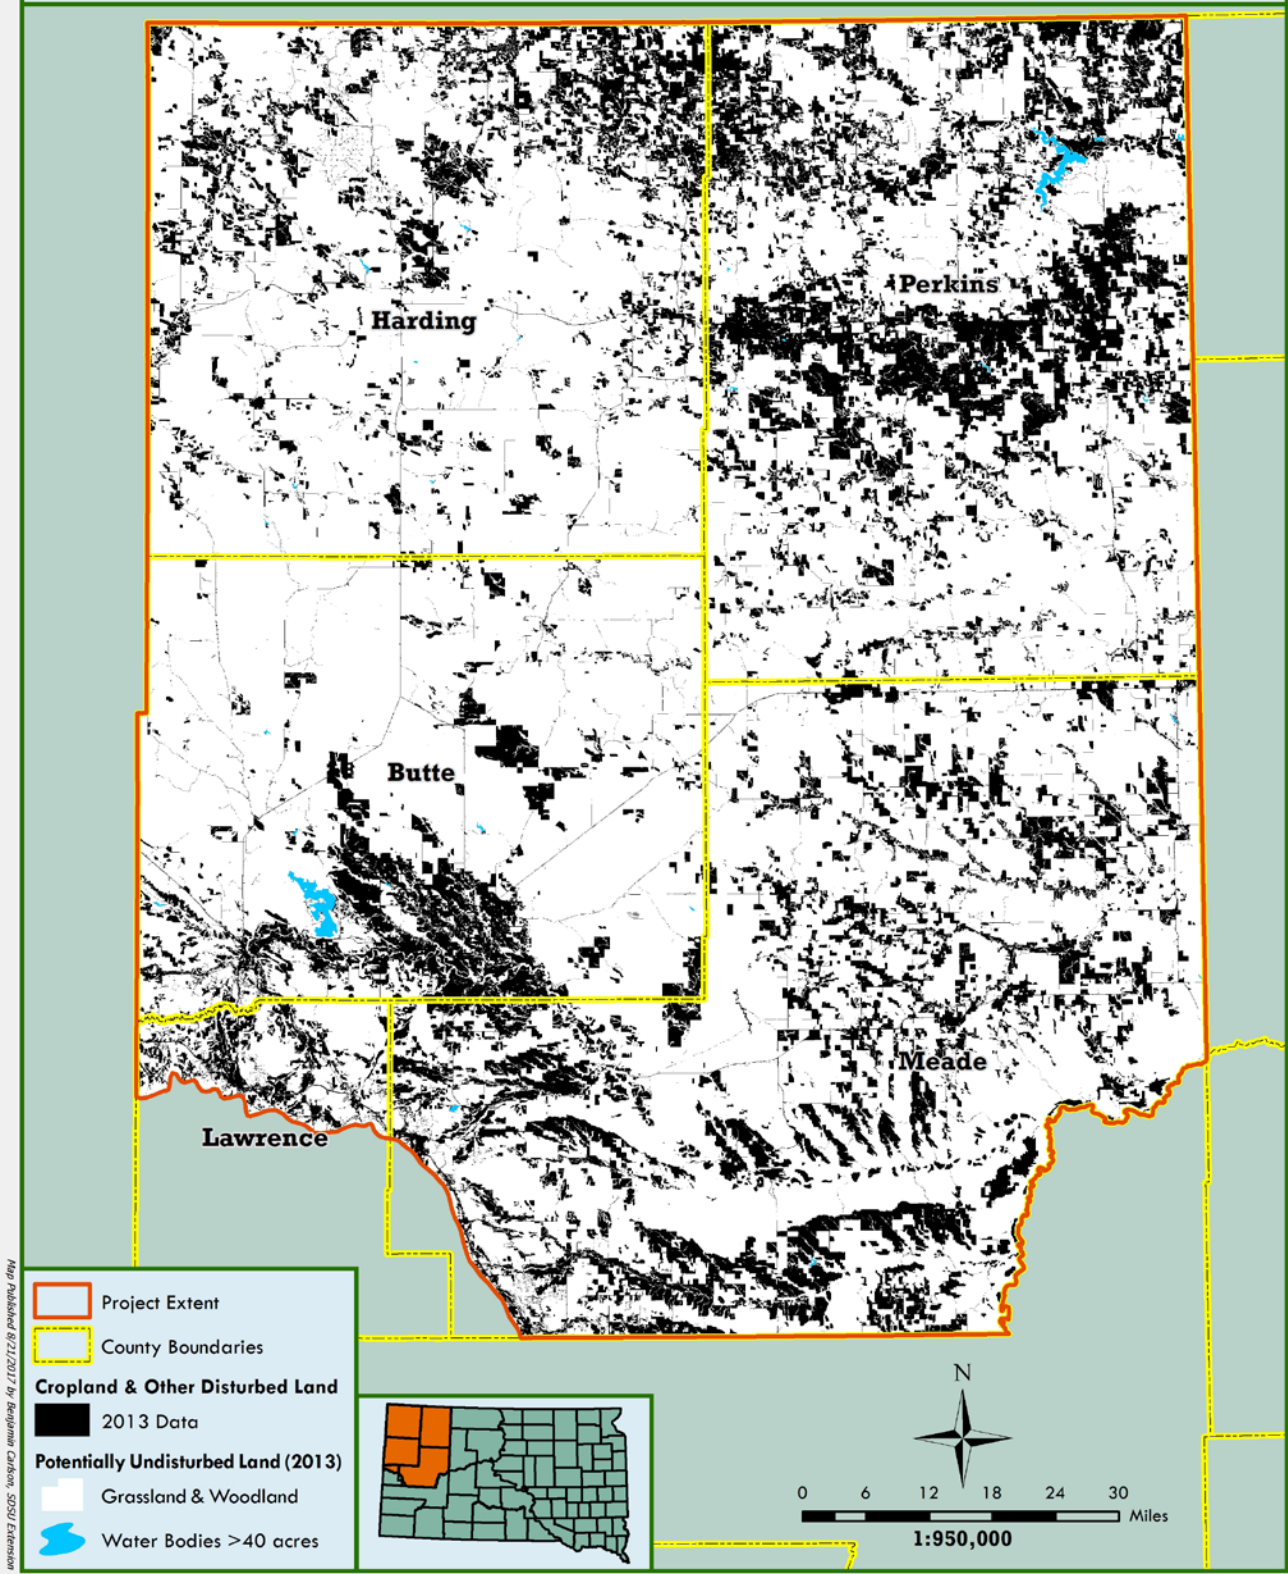 Perkins
Harding
Butte
Meade
Lawrence
Project Extent
County Boundaries
Cropland & Other Disturbed Land
2013 Data
Potentially Undisturbed Land (2013)
Grassland & Woodland
Water Bodies >40 acres
N
0 6 12 18 24 30
Miles
1:950,000
Map Published 8/21/2017 by Benjamin Carlson, SDSU Extension